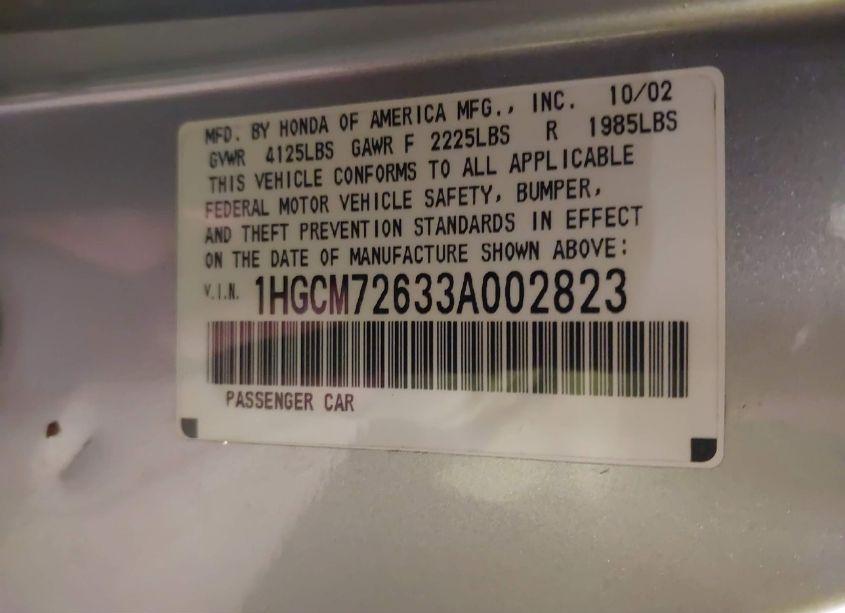 MFD. BY HONDA OF AMERICA MFG., INC. 10/02
GVWR 4125LBS GAWR F 2225LBS R 1985LBS
THIS VEHICLE CONFORMS TO ALL APPLICABLE
FEDERAL MOTOR VEHICLE SAFETY, BUMPER,
AND THEFT PREVENTION STANDARDS IN EFFECT
ON THE DATE OF MANUFACTURE SHOWN ABOVE:
V.I.N. 1HGCM72633A002823
PASSENGER CAR